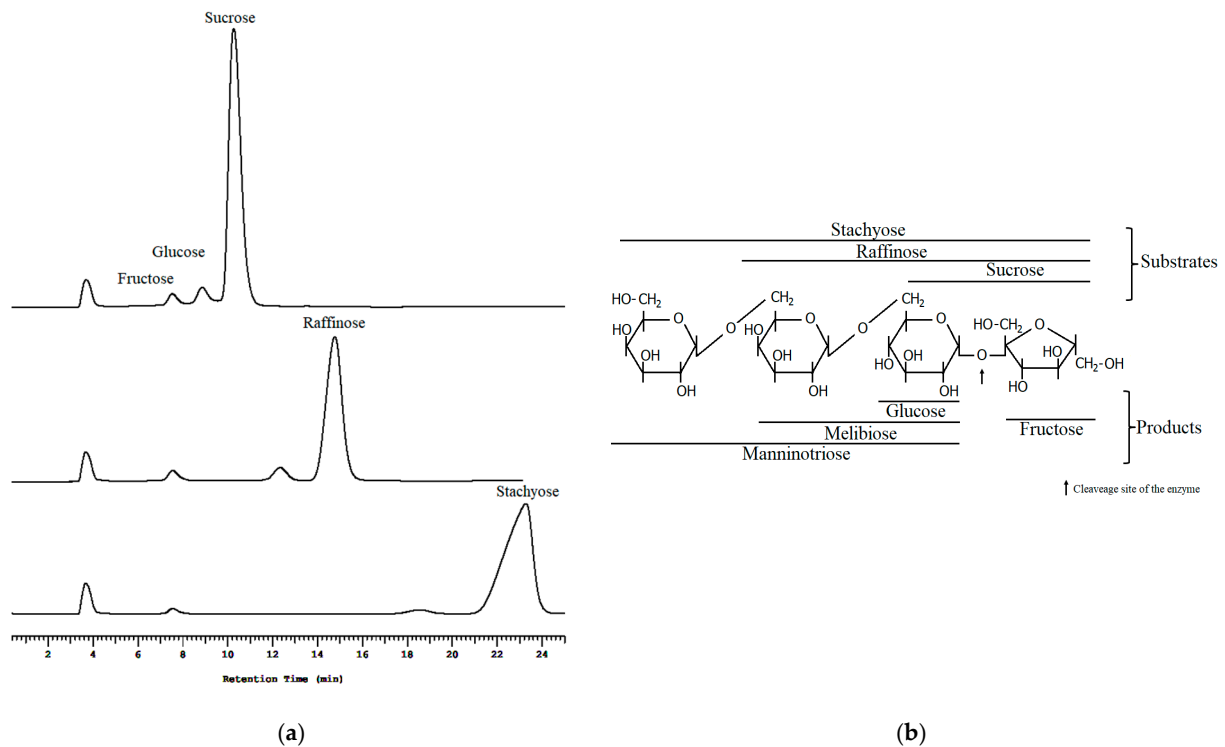 Sucrose
Glucose
Fructose
Raffinose
Stachyose
2 4 6 8 10 12 14 16 18 20 22 24
Retention Time (min)
(a)
Stachyose
Raffinose
Sucrose
Substrates
HO-CH₂ O CH₂ O CH₂ O HO-CH₂ O
HO O HO O HO O HO CH₂-OH
OH OH OH HO
OH OH OH
Glucose
Melibiose
Manninotriose
Fructose
Products
Cleaveage site of the enzyme
(b)